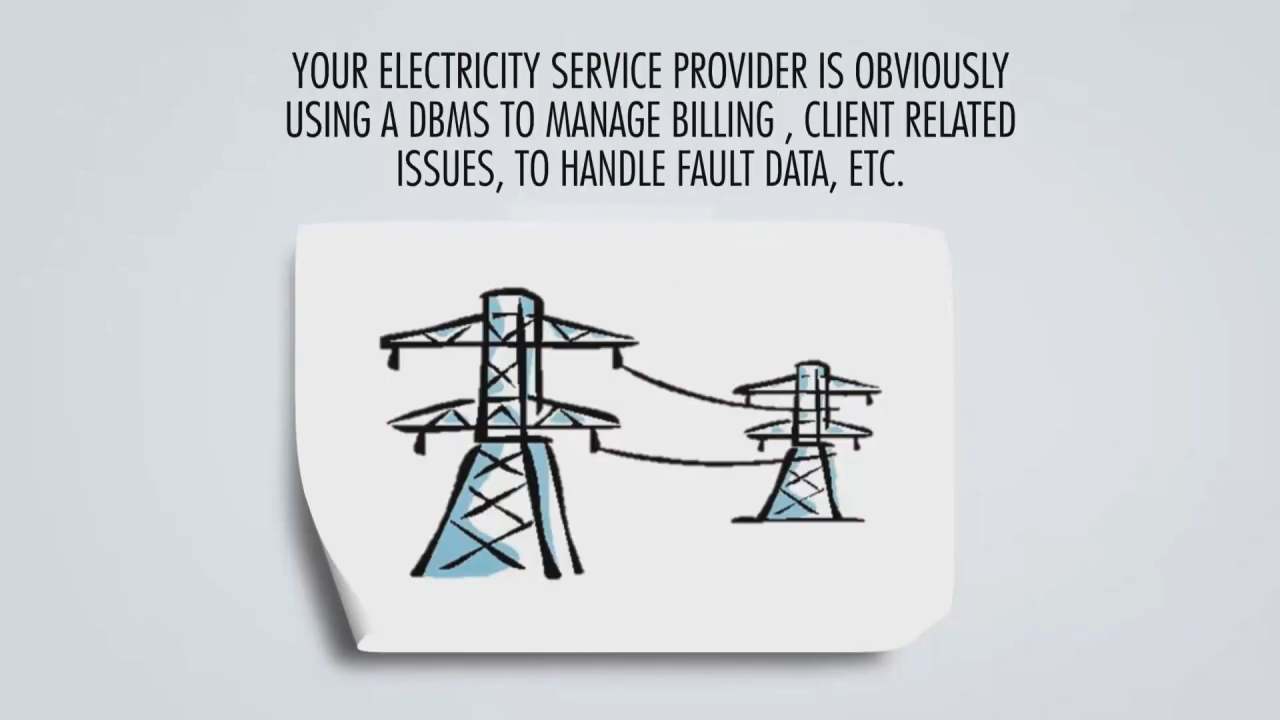 YOUR ELECTRICITY SERVICE PROVIDER IS OBVIOUSLY
USING A DBMS TO MANAGE BILLING , CLIENT RELATED
ISSUES, TO HANDLE FAULT DATA, ETC.